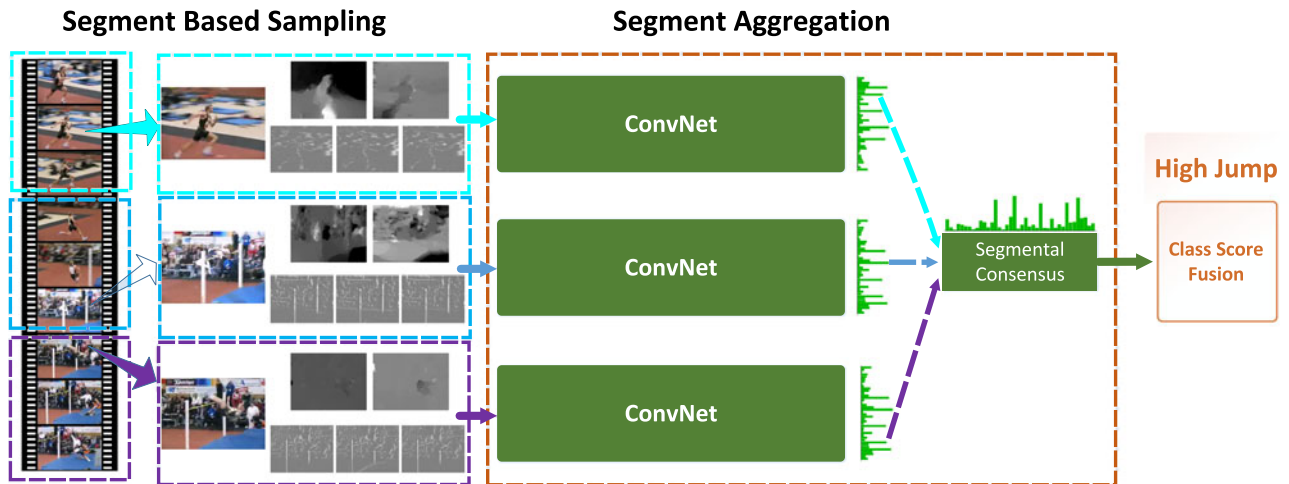 Segment Based Sampling
Segment Aggregation
ConvNet
ConvNet
ConvNet
Segmental
Consensus
High Jump
Class Score
Fusion